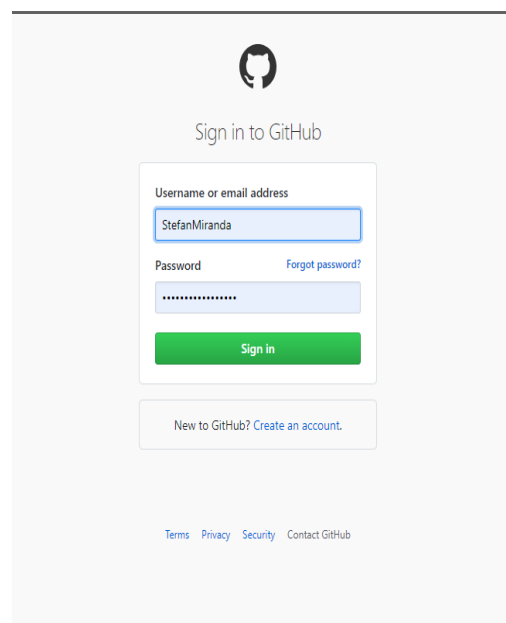 Sign in to GitHub
Username or email address
StefanMiranda
Password Forgot password?
•••••••••••••••••
Sign in
New to GitHub? Create an account.
Terms Privacy Security Contact GitHub